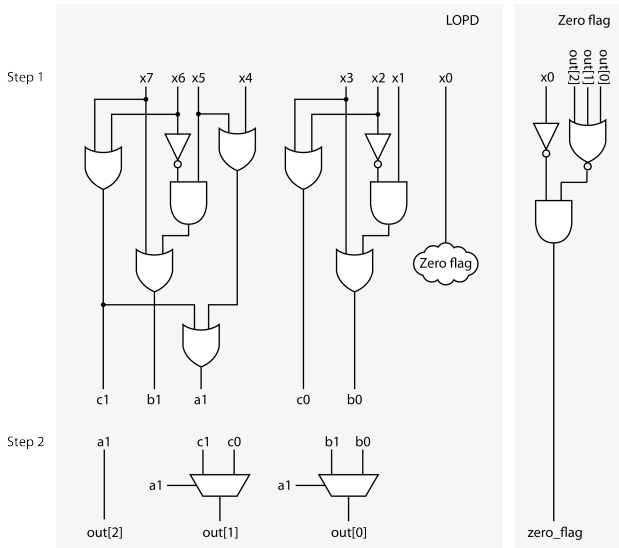 LOPD
Zero flag
Step 1
x7 x6 x5 x4 x3 x2 x1 x0
x0 out[2] out[1] out[0]
Zero flag
c1 b1 a1 c0 b0
Step 2
a1 c1 c0 b1 b0
a1 a1
out[2] out[1] out[0] zero_flag